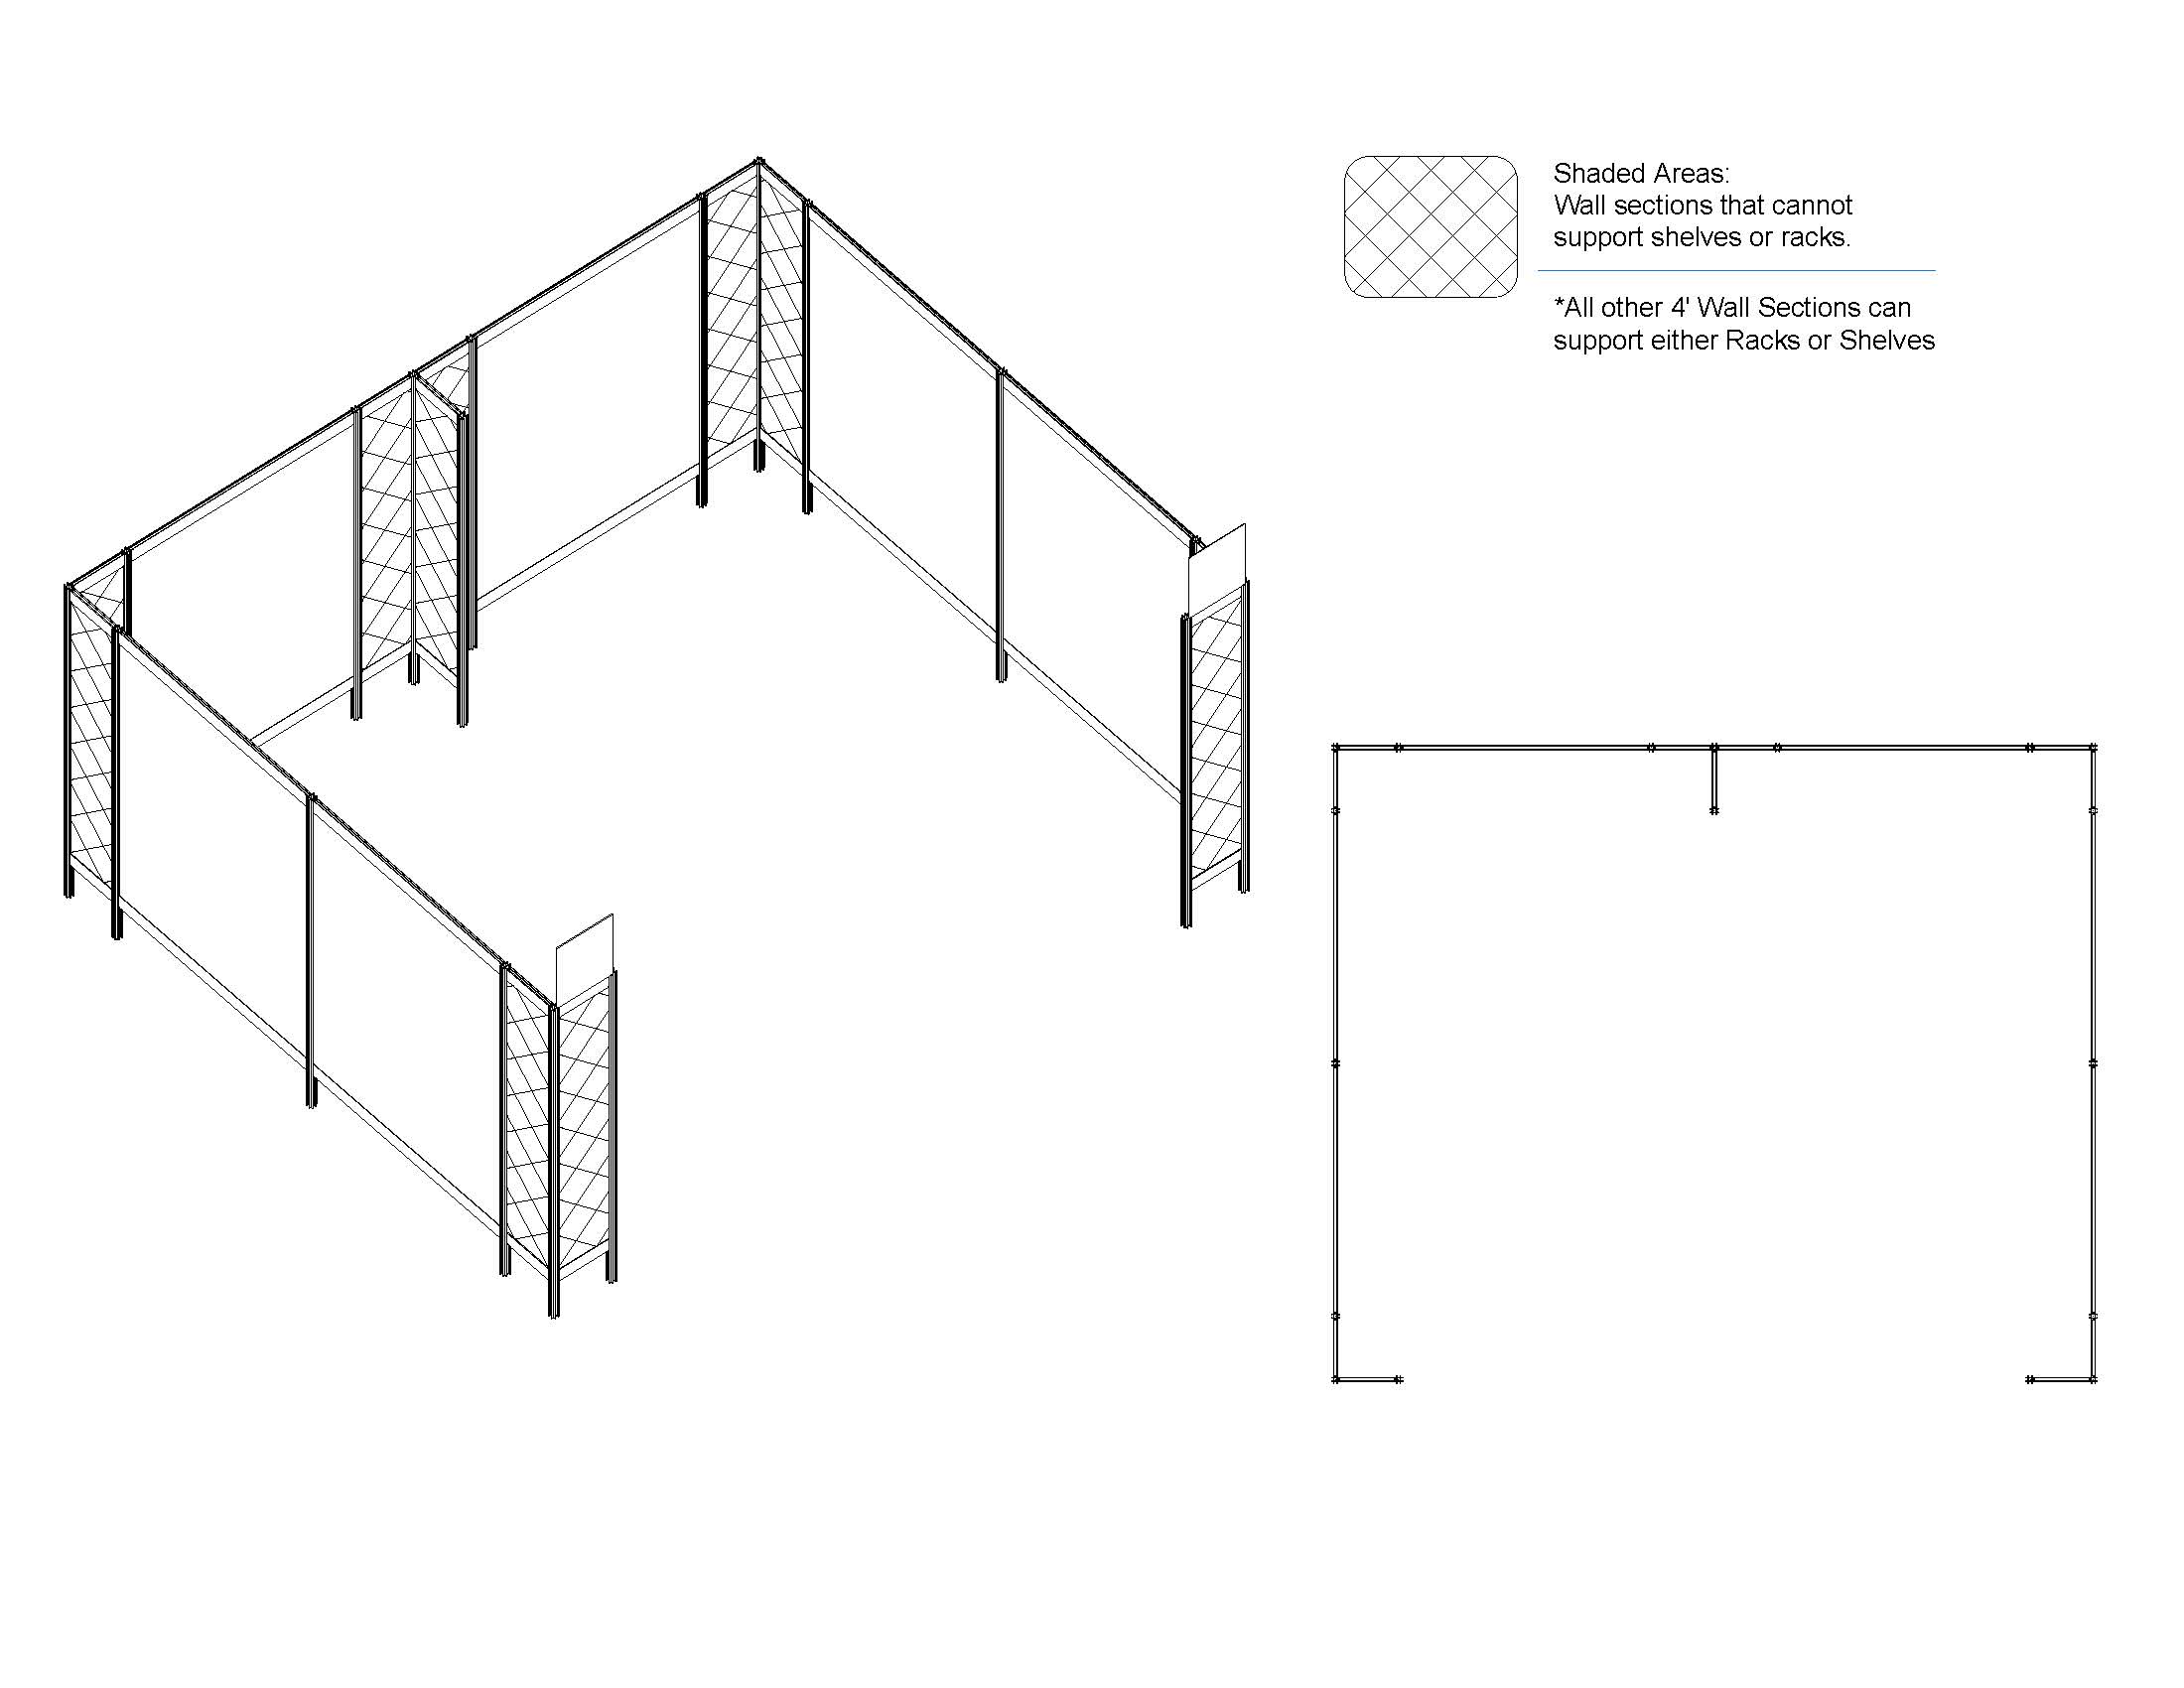 Shaded Areas:
Wall sections that cannot
support shelves or racks.
*All other 4' Wall Sections can
support either Racks or Shelves